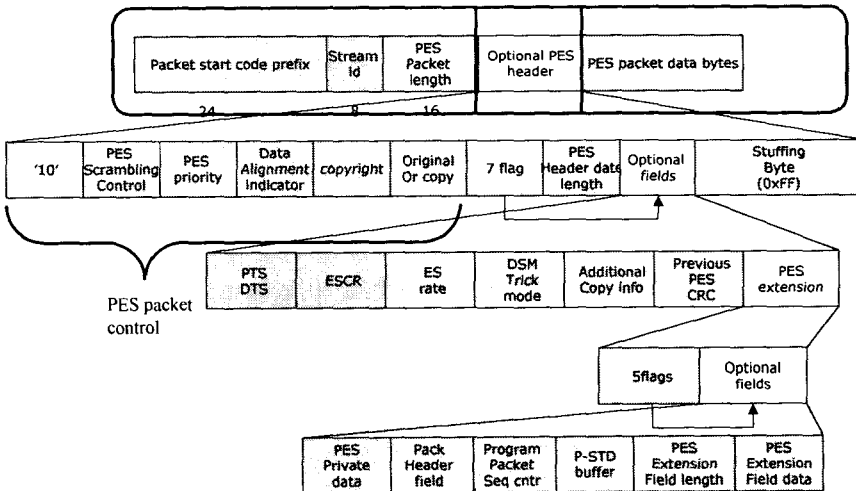 Packet start code prefix
Stream
id
PES
Packet
length
Optional PES
header
PES packet data bytes
24
8
16
'10'
PES
Scrambling
Control
PES
priority
Data
Alignment
indicator
copyright
Original
Or copy
7 flag
PES
Header date
length
Optional
fields
Stuffing
Byte
(0xFF)
PES packet
control
PTS
DTS
ESCR
ES
rate
DSM
Trick
mode
Additional
Copy info
Previous
PES
CRC
PES
extension
5flags
Optional
fields
PES
Private
data
Pack
Header
field
Program
Packet
Seq cntr
P-STD
buffer
PES
Extension
Field length
PES
Extension
Field data